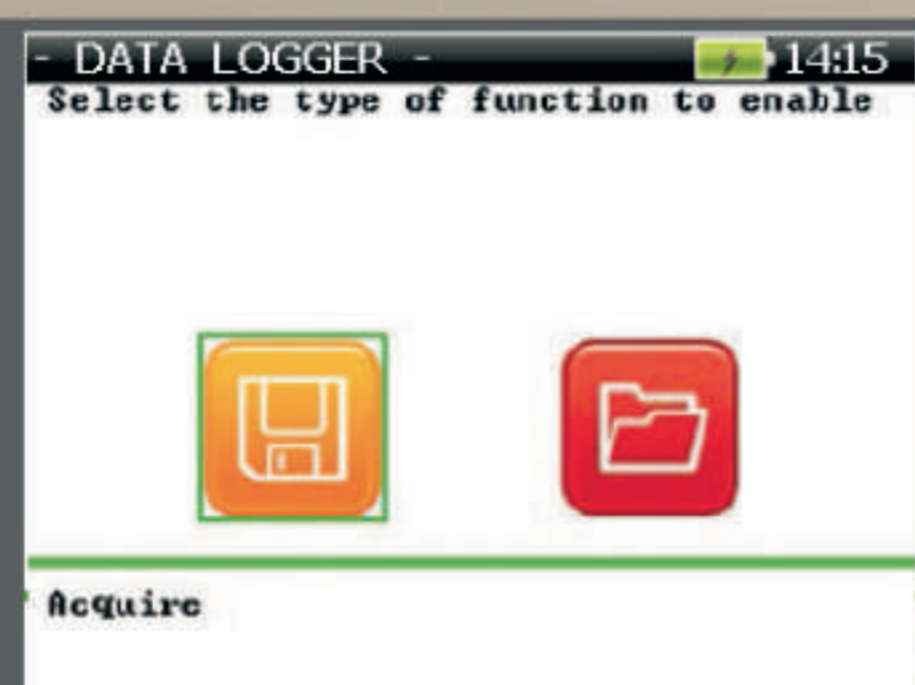 - DATA LOGGER - 14:15
Select the type of function to enable
Acquire